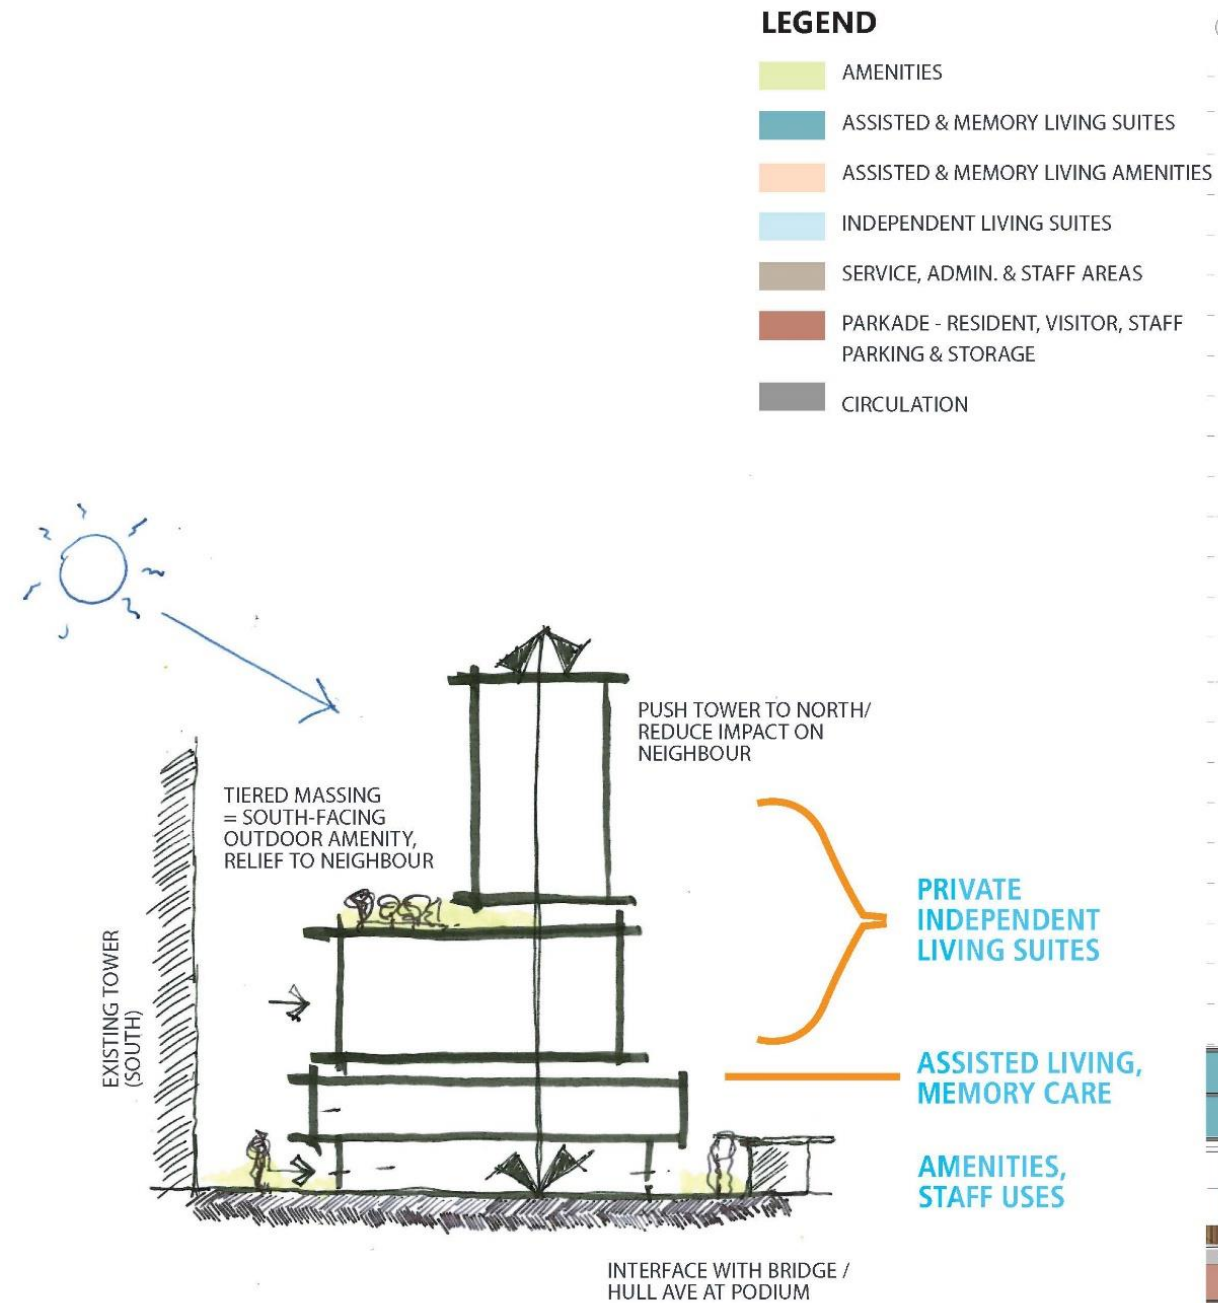 LEGEND
AMENITIES
ASSISTED & MEMORY LIVING SUITES
ASSISTED & MEMORY LIVING AMENITIES
INDEPENDENT LIVING SUITES
SERVICE, ADMIN. & STAFF AREAS
PARKADE - RESIDENT, VISITOR, STAFF
PARKING & STORAGE
CIRCULATION
PUSH TOWER TO NORTH/
REDUCE IMPACT ON
NEIGHBOUR
TIERED MASSING
= SOUTH-FACING
OUTDOOR AMENITY,
RELIEF TO NEIGHBOUR
EXISTING TOWER
(SOUTH)
PRIVATE
INDEPENDENT
LIVING SUITES
ASSISTED LIVING,
MEMORY CARE
AMENITIES,
STAFF USES
INTERFACE WITH BRIDGE /
HULL AVE AT PODIUM